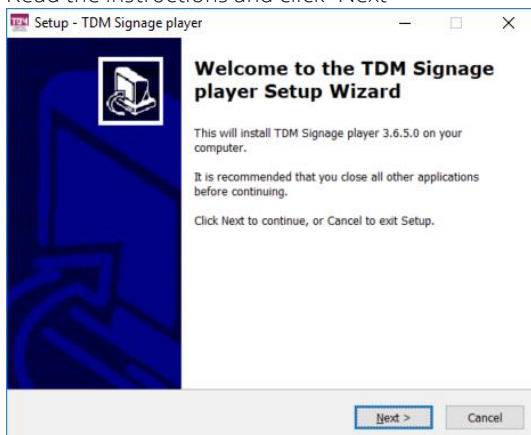 Read the instructions and click "Next"
Setup - TDM Signage player
Welcome to the TDM Signage
player Setup Wizard
This will install TDM Signage player 3.6.5.0 on your
computer.
It is recommended that you close all other applications
before continuing.
Click Next to continue, or Cancel to exit Setup.
Next >
Cancel